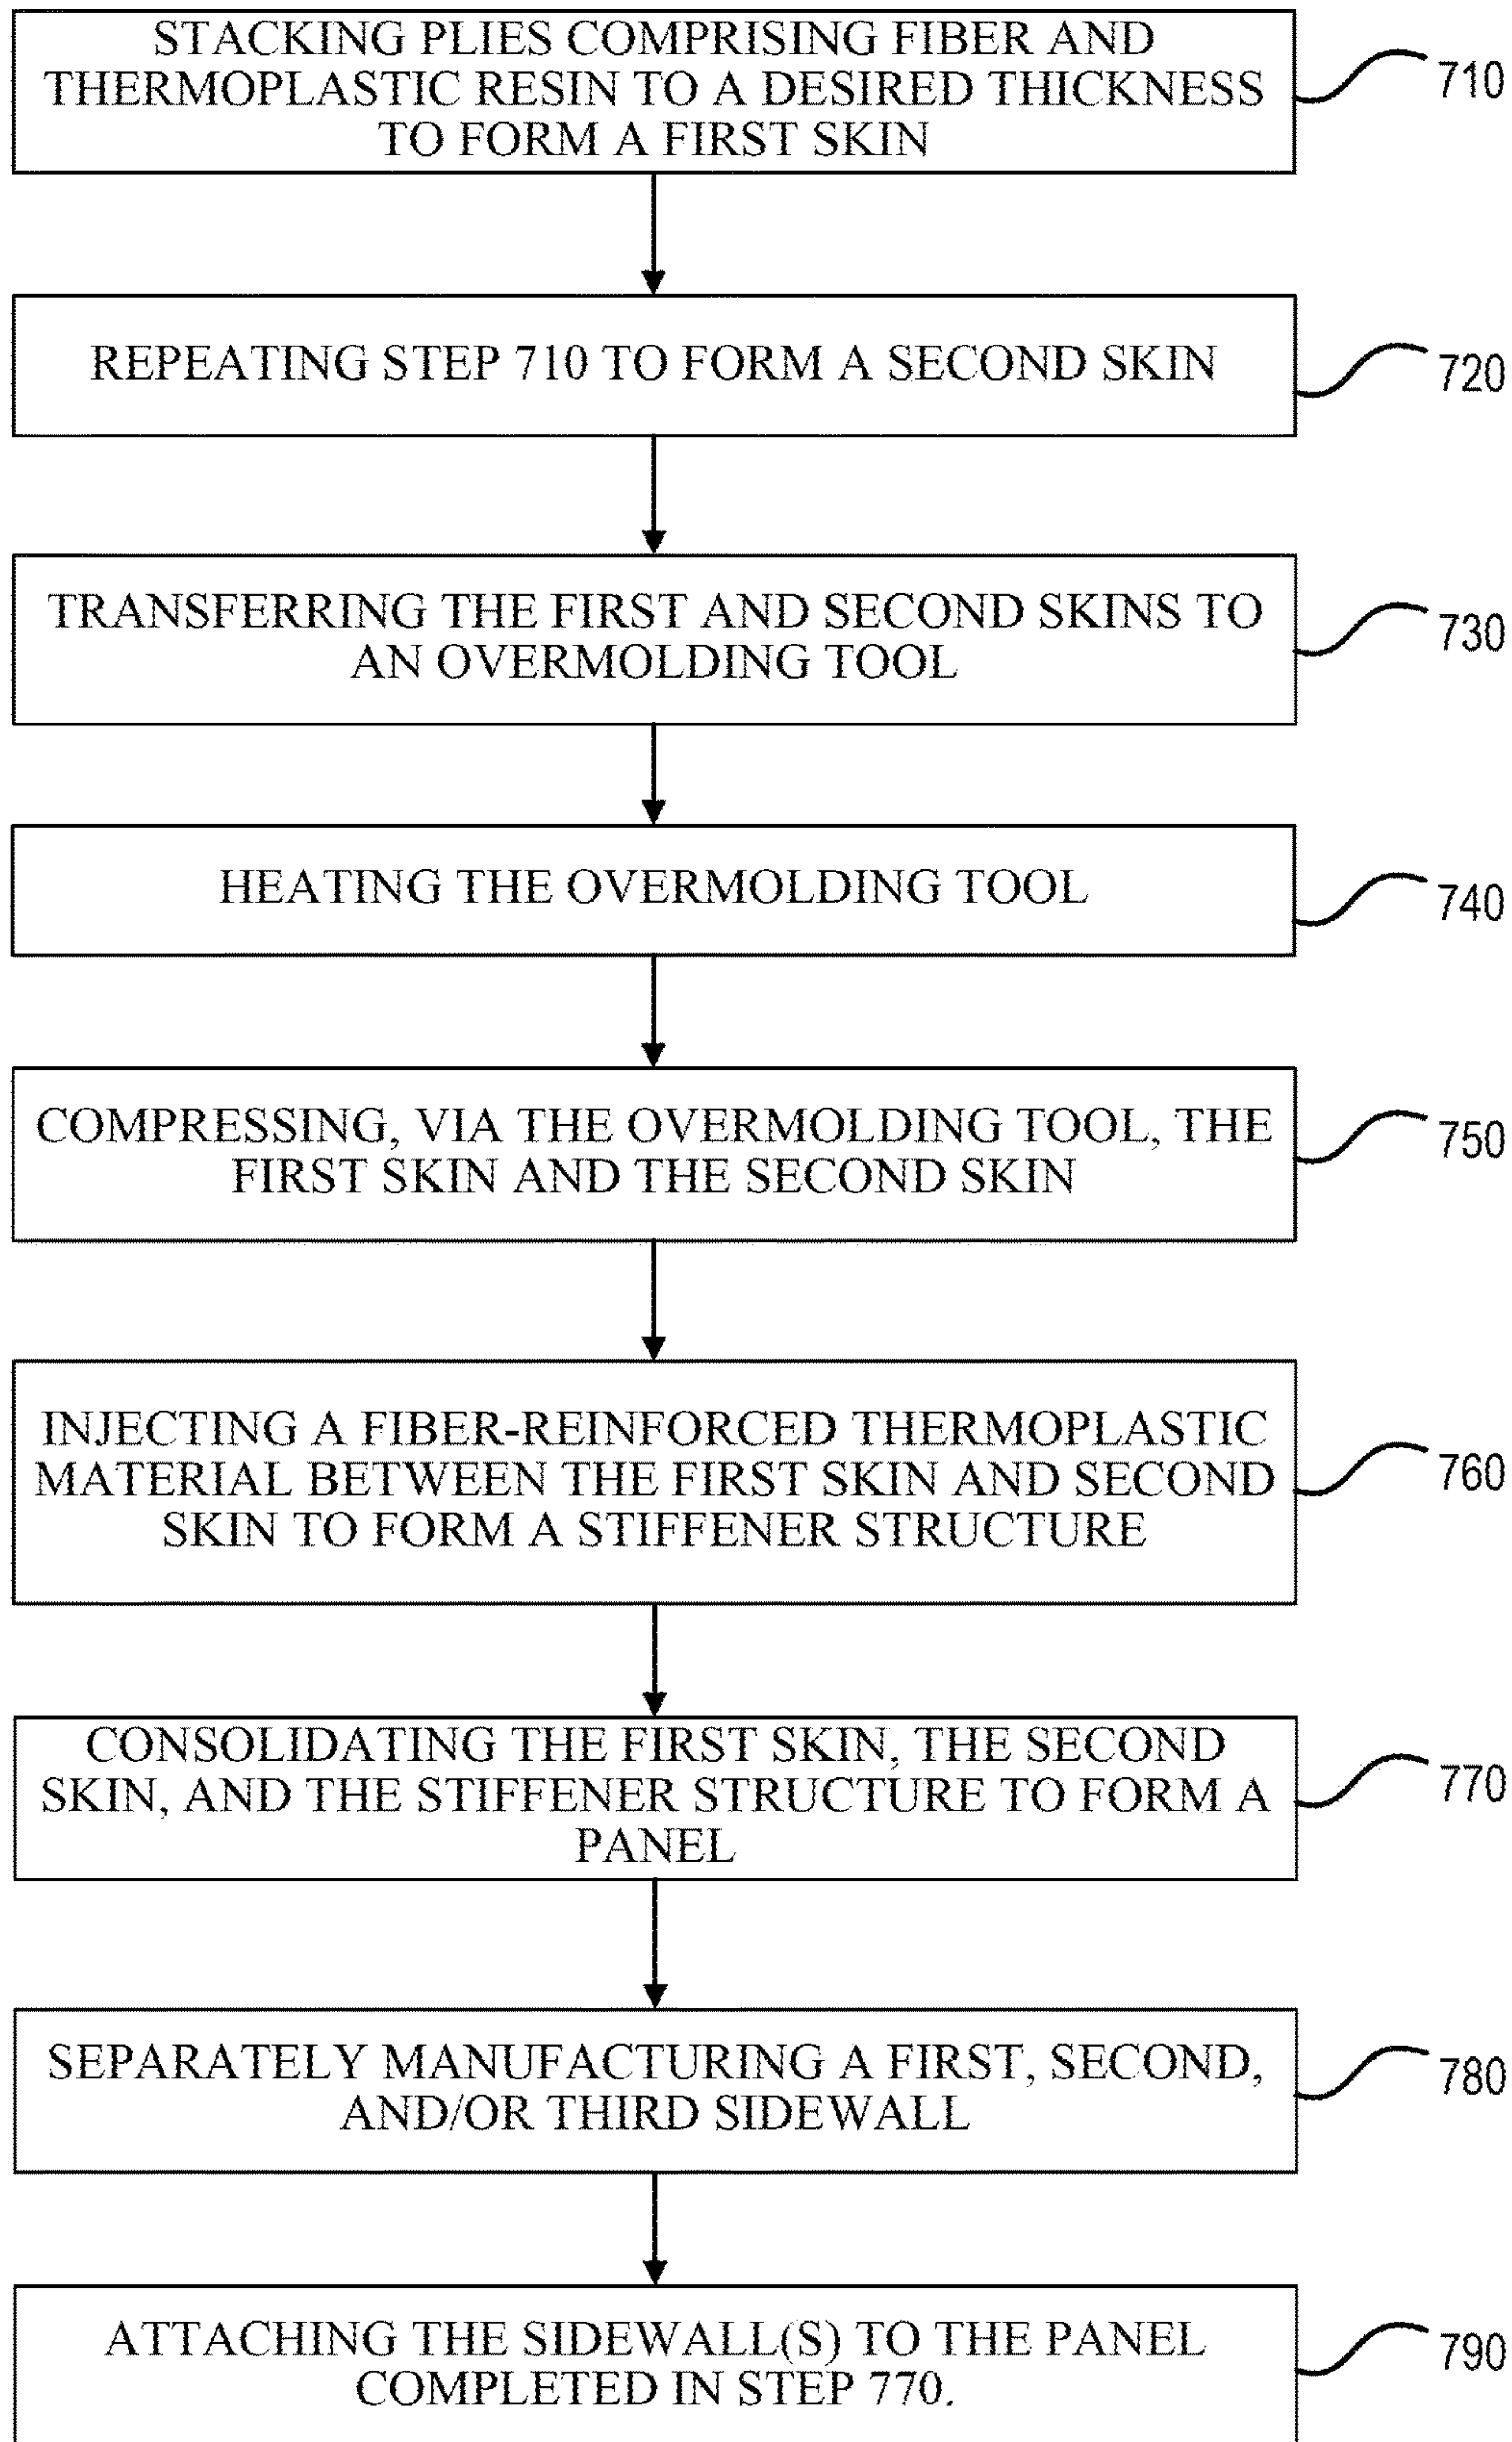 STACKING PLIES COMPRISING FIBER AND
THERMOPLASTIC RESIN TO A DESIRED THICKNESS
TO FORM A FIRST SKIN
710
REPEATING STEP 710 TO FORM A SECOND SKIN
720
TRANSFERRING THE FIRST AND SECOND SKINS TO
AN OVERMOLDING TOOL
730
HEATING THE OVERMOLDING TOOL
740
COMPRESSING, VIA THE OVERMOLDING TOOL, THE
FIRST SKIN AND THE SECOND SKIN
750
INJECTING A FIBER-REINFORCED THERMOPLASTIC
MATERIAL BETWEEN THE FIRST SKIN AND SECOND
SKIN TO FORM A STIFFENER STRUCTURE
760
CONSOLIDATING THE FIRST SKIN, THE SECOND
SKIN, AND THE STIFFENER STRUCTURE TO FORM A
PANEL
770
SEPARATELY MANUFACTURING A FIRST, SECOND,
AND/OR THIRD SIDEWALL
780
ATTACHING THE SIDEWALL(S) TO THE PANEL
COMPLETED IN STEP 770.
790